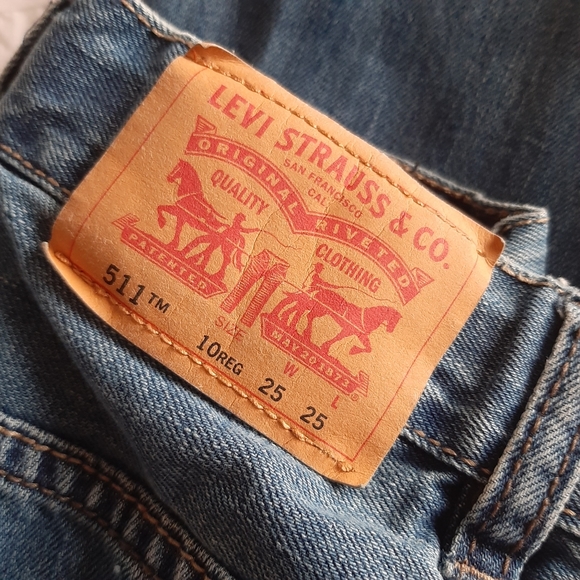 LEVI STRAUSS & CO.
SAN FRANCISCO
CAL.
ORIGINAL RIVETED
QUALITY CLOTHING
PATENTED MAY 20 1873
511™ SIZE W L
10REG 25 25